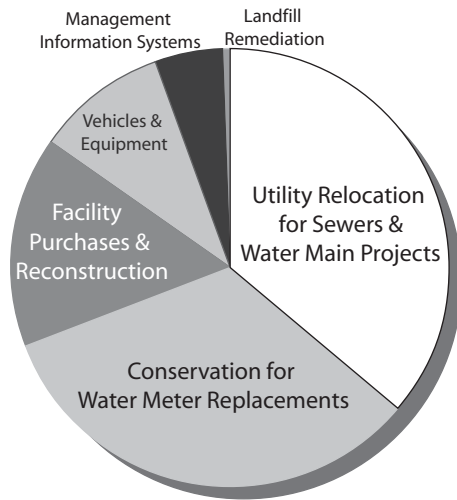 Management
Information Systems
Landfill
Remediation
Vehicles &
Equipment
Utility Relocation
for Sewers &
Water Main Projects
Facility
Purchases &
Reconstruction
Conservation for
Water Meter Replacements